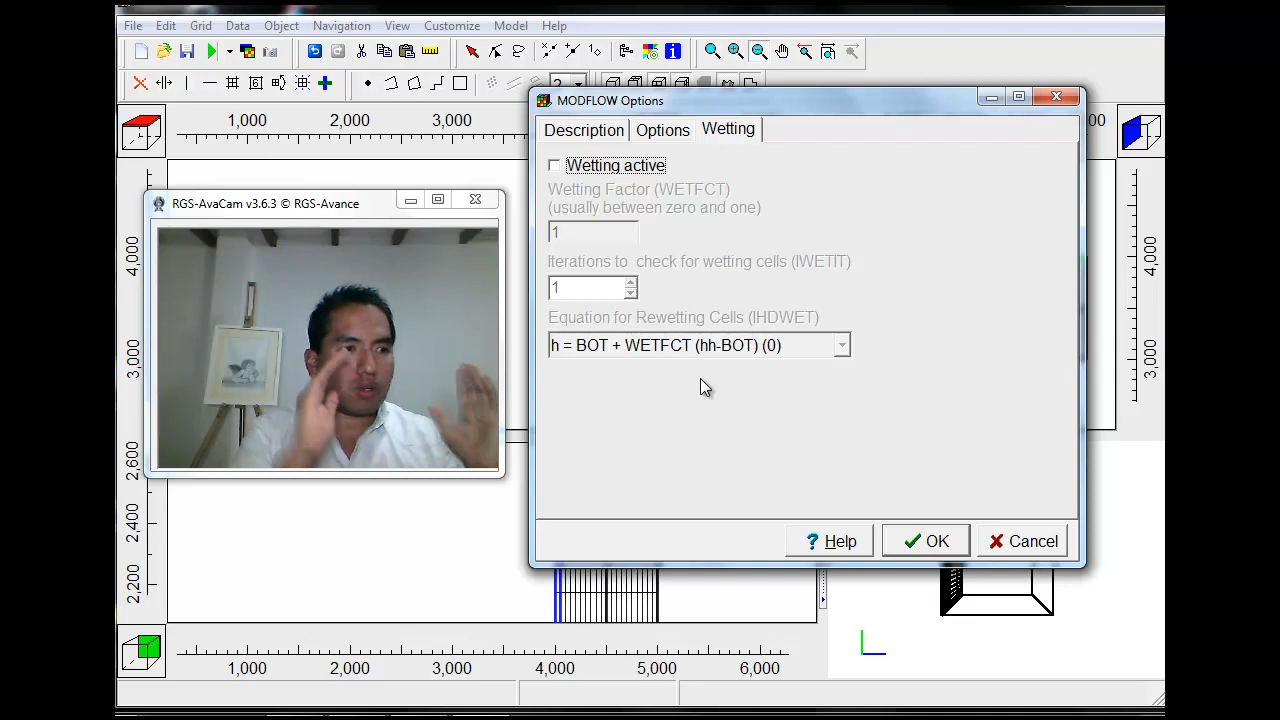 File Edit Grid Data Object Navigation View Customize Model Help
1,000 2,000 3,000
MODFLOW Options
Description Options Wetting
Wetting active
Wetting Factor (WETFCT)
(usually between zero and one)
1
Iterations to check for wetting cells (IWETIT)
1
Equation for Rewetting Cells (IHDWET)
h = BOT + WETFCT (hh-BOT) (0)
Help OK Cancel
RGS-AvaCam v3.6.3 © RGS-Avance
4,000
3,000
2,600
2,400
2,200
4,000
3,000
1,000 2,000 3,000 4,000 5,000 6,000